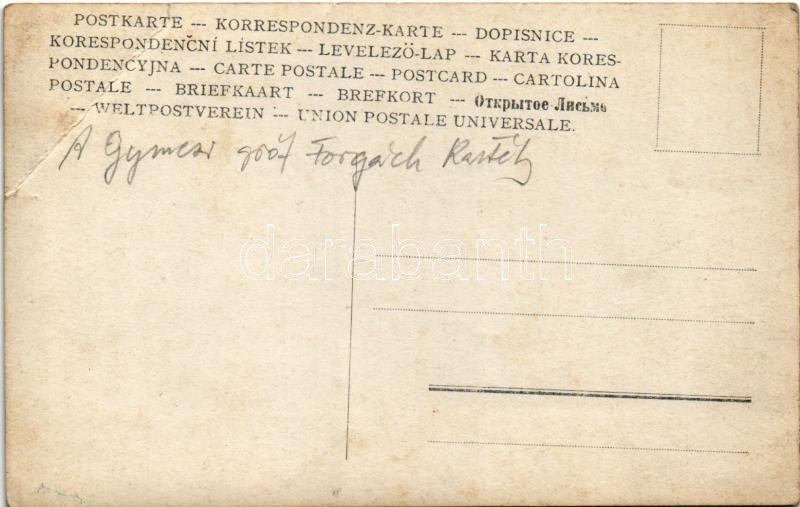 POSTKARTE --- KORRESPONDENZ-KARTE --- DOPISNICE ---
KORESPONDENČNÍ LÍSTEK --- LEVELEZÖ-LAP --- KARTA KORES-
PONDENCYJNA --- CARTE POSTALE --- POSTCARD --- CARTOLINA
POSTALE --- BRIEFKAART --- BREFKORT --- Открытое Письмо
--- WELTPOSTVEREIN --- UNION POSTALE UNIVERSALE.
A Gymesi gróf Forgách Kastély
darabanth